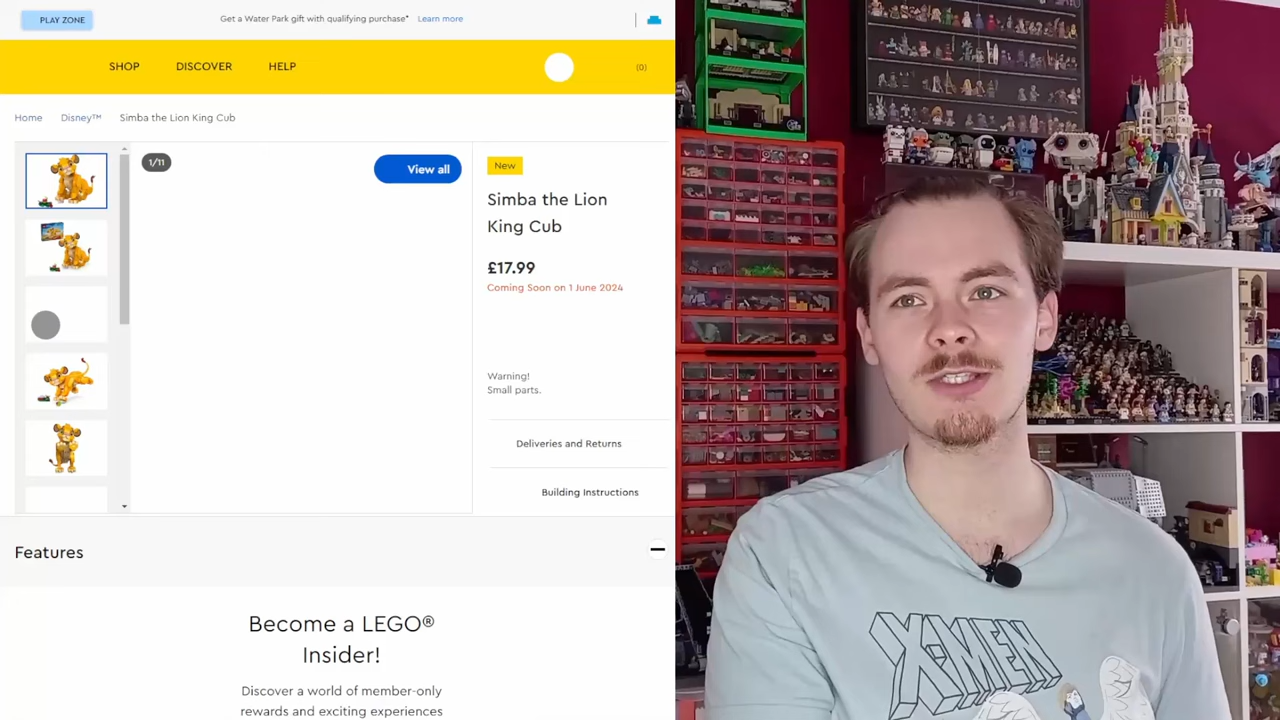 PLAY ZONE
Get a Water Park gift with qualifying purchase* Learn more
SHOP DISCOVER HELP
(0)
Home Disney™ Simba the Lion King Cub
1/11
View all
New
Simba the Lion
King Cub
£17.99
Coming Soon on 1 June 2024
Warning!
Small parts.
Deliveries and Returns
Building Instructions
Features
Become a LEGO®
Insider!
Discover a world of member-only
rewards and exciting experiences
X-MEN